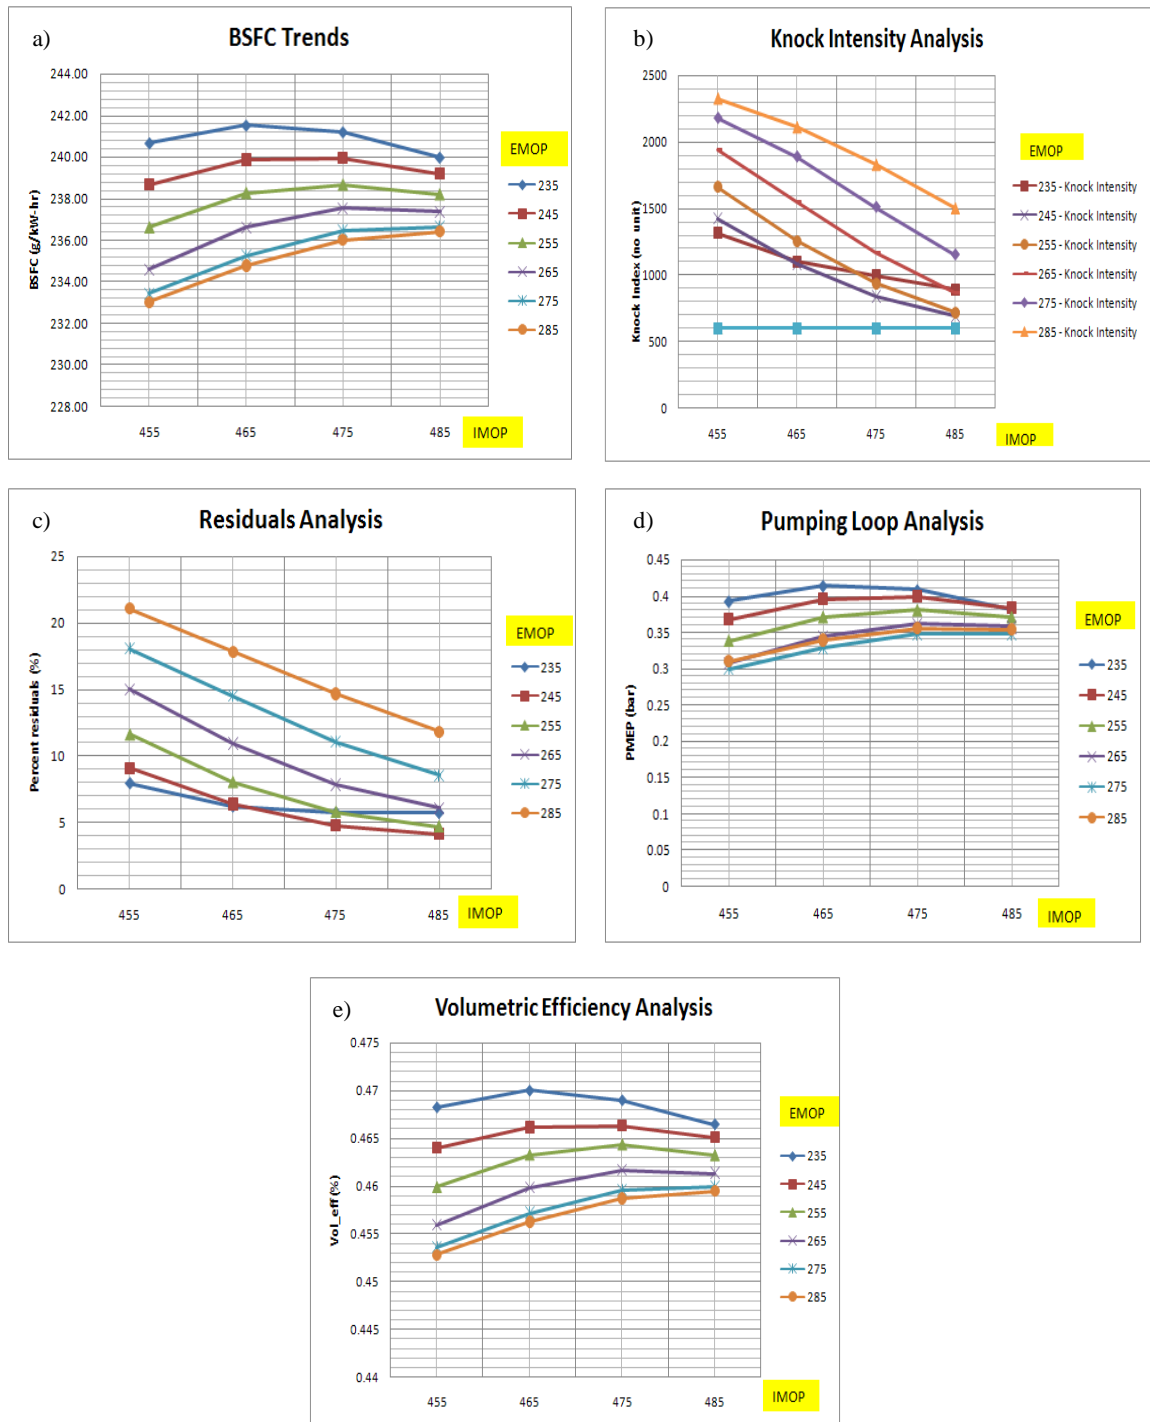 a)
BSFC Trends
BSFC (g/kW-hr)
244.00
242.00
240.00
238.00
236.00
234.00
232.00
230.00
228.00
455 465 475 485
IMOP
EMOP
235
245
255
265
275
285
b)
Knock Intensity Analysis
Knock Index (no unit)
2500
2000
1500
1000
500
0
455 465 475 485
IMOP
EMOP
235 - Knock Intensity
245 - Knock Intensity
255 - Knock Intensity
265 - Knock Intensity
275 - Knock Intensity
285 - Knock Intensity
c)
Residuals Analysis
Percent residuals (%)
25
20
15
10
5
0
455 465 475 485
IMOP
EMOP
235
245
255
265
275
285
d)
Pumping Loop Analysis
PMEP (bar)
0.45
0.4
0.35
0.3
0.25
0.2
0.15
0.1
0.05
0
455 465 475 485
IMOP
EMOP
235
245
255
265
275
285
e)
Volumetric Efficiency Analysis
Vol_eff (%)
0.475
0.47
0.465
0.46
0.455
0.45
0.445
0.44
455 465 475 485
IMOP
EMOP
235
245
255
265
275
285